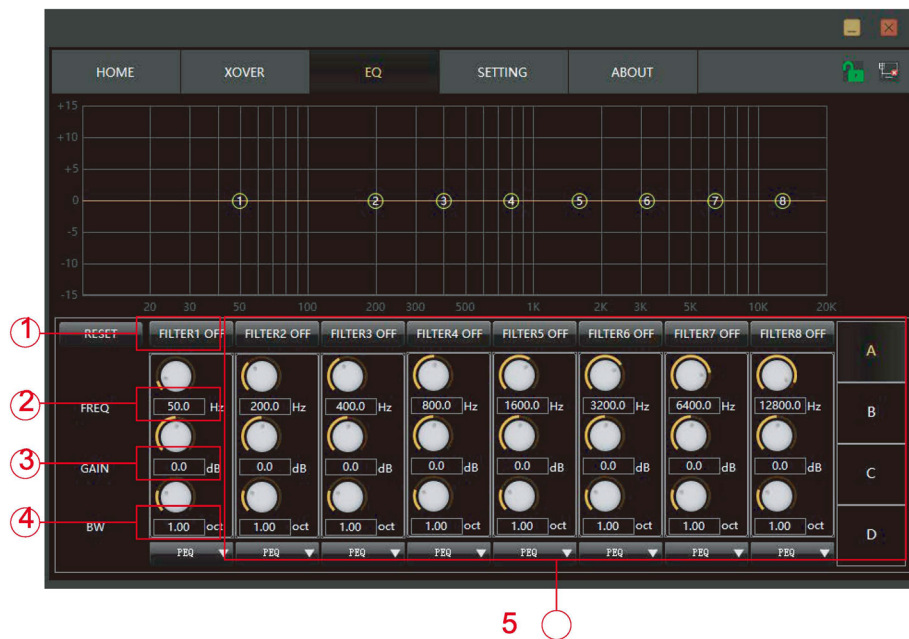 HOME XOVER EQ SETTING ABOUT
+15
+10
+5
0 1 2 3 4 5 6 7 8
-5
-10
-15
20 30 50 100 200 300 500 1K 2K 3K 5K 10K 20K
1 RESET FILTER1 OFF FILTER2 OFF FILTER3 OFF FILTER4 OFF FILTER5 OFF FILTER6 OFF FILTER7 OFF FILTER8 OFF
A
2 FREQ 50.0 Hz 200.0 Hz 400.0 Hz 800.0 Hz 1600.0 Hz 3200.0 Hz 6400.0 Hz 12800.0 Hz
B
3 GAIN 0.0 dB 0.0 dB 0.0 dB 0.0 dB 0.0 dB 0.0 dB 0.0 dB 0.0 dB
C
4 BW 1.00 oct 1.00 oct 1.00 oct 1.00 oct 1.00 oct 1.00 oct 1.00 oct 1.00 oct
D
PEQ PEQ PEQ PEQ PEQ PEQ PEQ PEQ
5